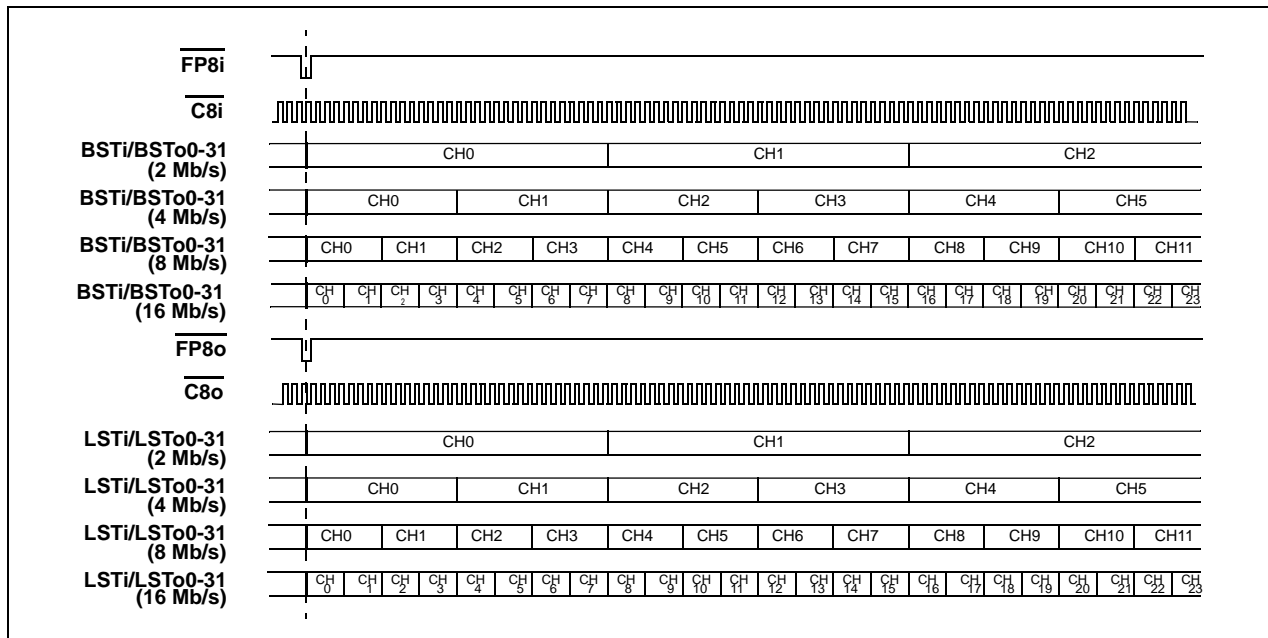 FP8i
C8i
BSTi/BSTo0-31
(2 Mb/s)
CH0 CH1 CH2
BSTi/BSTo0-31
(4 Mb/s)
CH0 CH1 CH2 CH3 CH4 CH5
BSTi/BSTo0-31
(8 Mb/s)
CH0 CH1 CH2 CH3 CH4 CH5 CH6 CH7 CH8 CH9 CH10 CH11
BSTi/BSTo0-31
(16 Mb/s)
CH CH CH CH CH CH CH CH CH CH CH CH CH CH CH CH CH CH CH CH CH CH CH CH
0 1 2 3 4 5 6 7 8 9 10 11 12 13 14 15 16 17 18 19 20 21 22 23
FP8o
C8o
LSTi/LSTo0-31
(2 Mb/s)
CH0 CH1 CH2
LSTi/LSTo0-31
(4 Mb/s)
CH0 CH1 CH2 CH3 CH4 CH5
LSTi/LSTo0-31
(8 Mb/s)
CH0 CH1 CH2 CH3 CH4 CH5 CH6 CH7 CH8 CH9 CH10 CH11
LSTi/LSTo0-31
(16 Mb/s)
CH CH CH CH CH CH CH CH CH CH CH CH CH CH CH CH CH CH CH CH CH CH CH CH
0 1 2 3 4 5 6 7 8 9 10 11 12 13 14 15 16 17 18 19 20 21 22 23